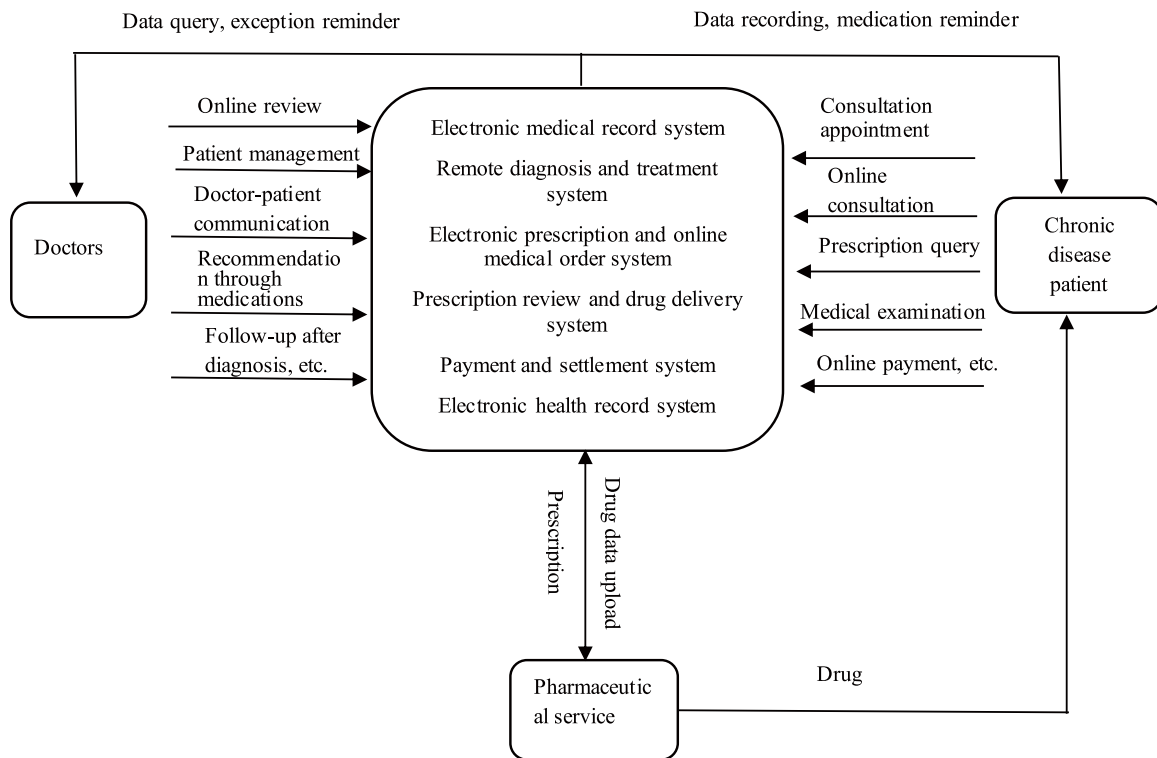 Data query, exception reminder
Data recording, medication reminder
Online review
Patient management
Doctor-patient
communication
Recommendatio
n through
medications
Follow-up after
diagnosis, etc.
Doctors
Electronic medical record system
Remote diagnosis and treatment
system
Electronic prescription and online
medical order system
Prescription review and drug delivery
system
Payment and settlement system
Electronic health record system
Consultation
appointment
Online
consultation
Prescription query
Medical examination
Online payment, etc.
Chronic
disease
patient
Prescription
Drug data upload
Pharmaceutic
al service
Drug